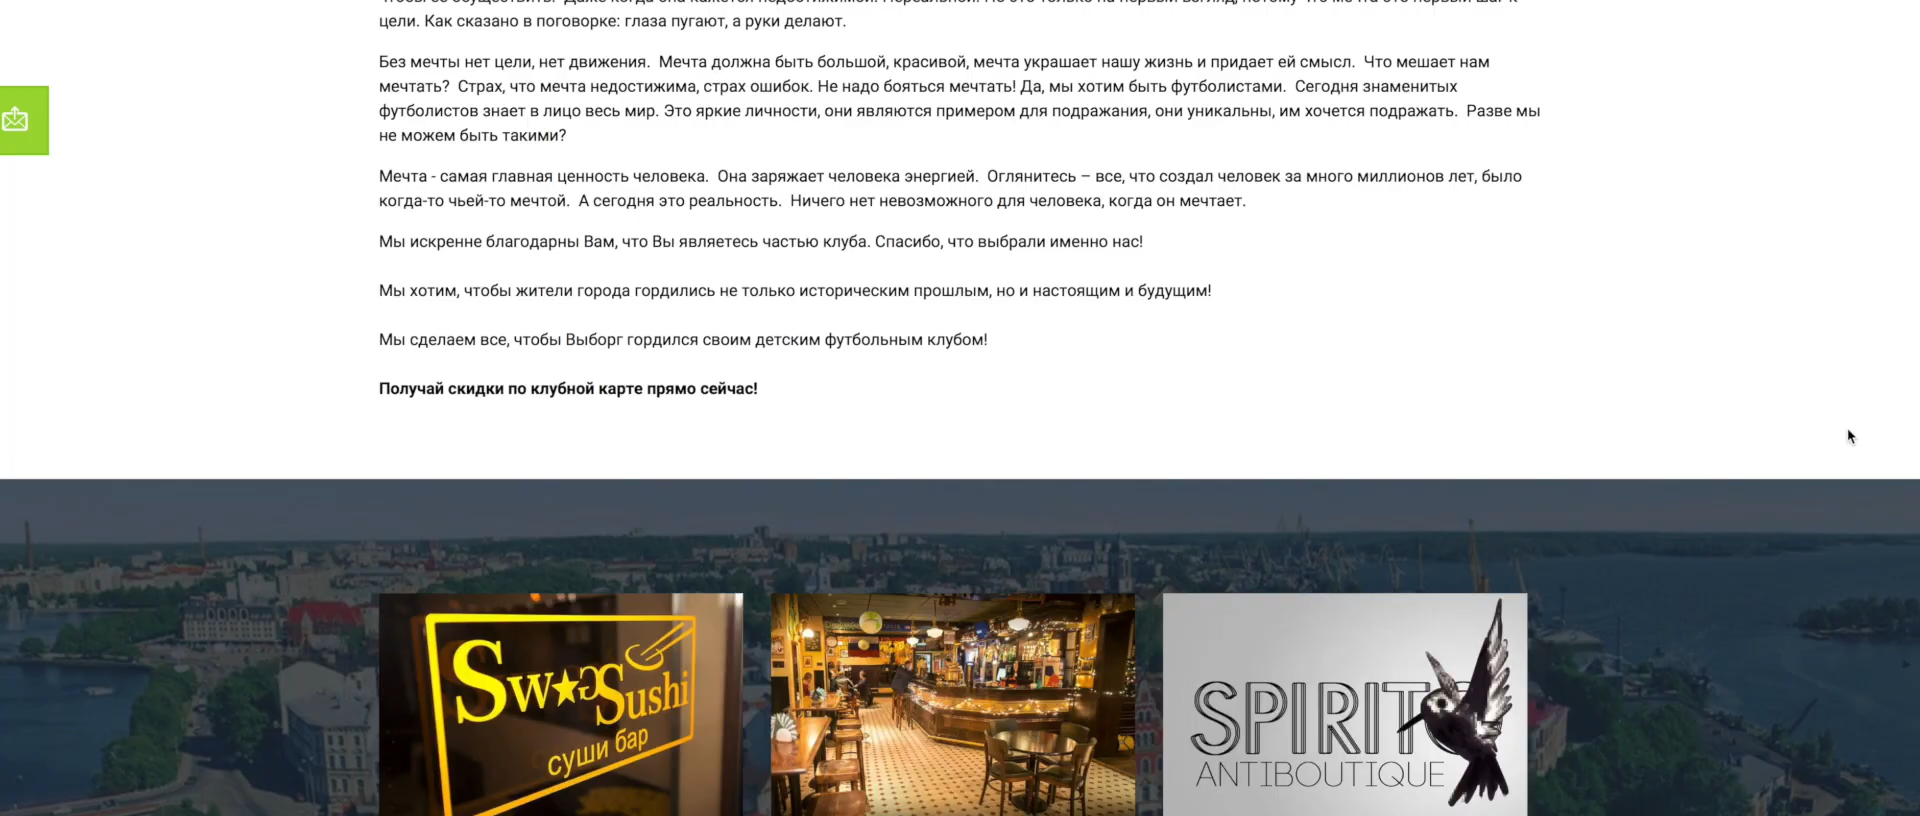 цели. Как сказано в поговорке: глаза пугают, а руки делают.
Без мечты нет цели, нет движения. Мечта должна быть большой, красивой, мечта украшает нашу жизнь и придает ей смысл. Что мешает нам
мечтать? Страх, что мечта недостижима, страх ошибок. Не надо бояться мечтать! Да, мы хотим быть футболистами. Сегодня знаменитых
футболистов знает в лицо весь мир. Это яркие личности, они являются примером для подражания, они уникальны, им хочется подражать. Разве мы
не можем быть такими?
Мечта - самая главная ценность человека. Она заряжает человека энергией. Оглянитесь – все, что создал человек за много миллионов лет, было
когда-то чьей-то мечтой. А сегодня это реальность. Ничего нет невозможного для человека, когда он мечтает.
Мы искренне благодарны Вам, что Вы являетесь частью клуба. Спасибо, что выбрали именно нас!
Мы хотим, чтобы жители города гордились не только историческим прошлым, но и настоящим и будущим!
Мы сделаем все, чтобы Выборг гордился своим детским футбольным клубом!
Получай скидки по клубной карте прямо сейчас!
Sushi
суши бар
ANTIBOUTIQUE